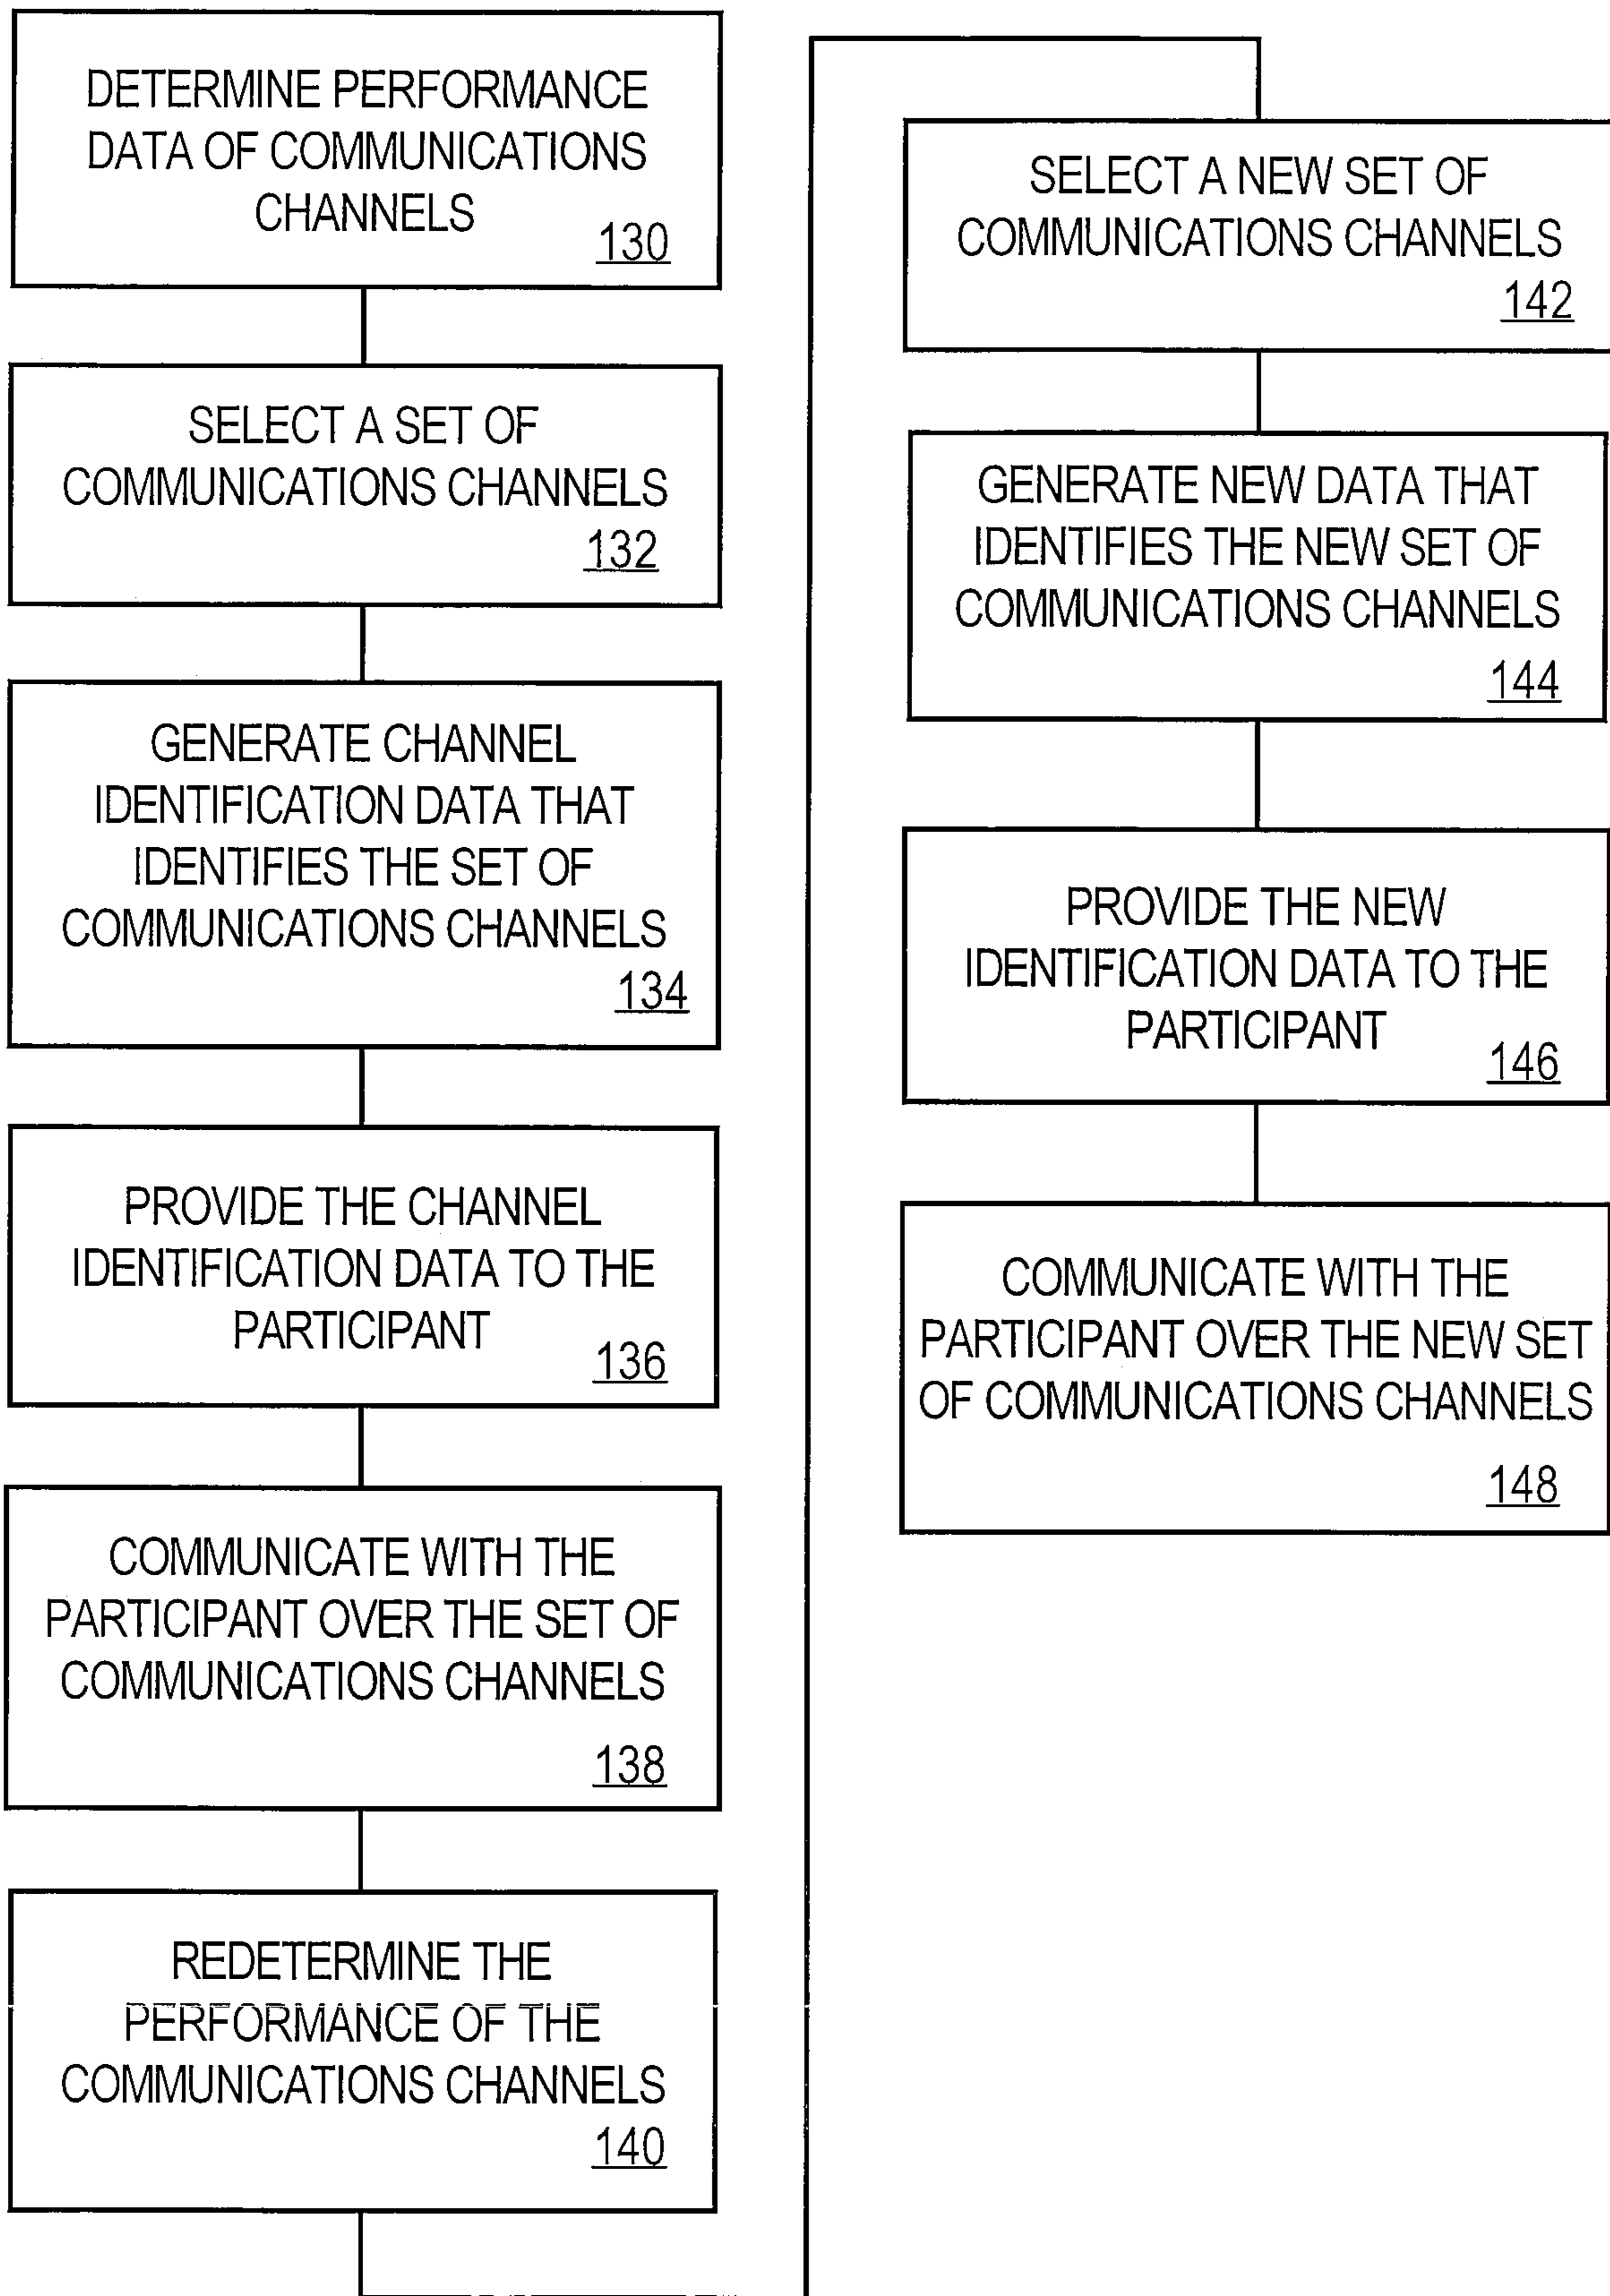 DETERMINE PERFORMANCE
DATA OF COMMUNICATIONS
CHANNELS
130
SELECT A SET OF
COMMUNICATIONS CHANNELS
132
GENERATE CHANNEL
IDENTIFICATION DATA THAT
IDENTIFIES THE SET OF
COMMUNICATIONS CHANNELS
134
PROVIDE THE CHANNEL
IDENTIFICATION DATA TO THE
PARTICIPANT
136
COMMUNICATE WITH THE
PARTICIPANT OVER THE SET OF
COMMUNICATIONS CHANNELS
138
REDETERMINE THE
PERFORMANCE OF THE
COMMUNICATIONS CHANNELS
140
SELECT A NEW SET OF
COMMUNICATIONS CHANNELS
142
GENERATE NEW DATA THAT
IDENTIFIES THE NEW SET OF
COMMUNICATIONS CHANNELS
144
PROVIDE THE NEW
IDENTIFICATION DATA TO THE
PARTICIPANT
146
COMMUNICATE WITH THE
PARTICIPANT OVER THE NEW SET
OF COMMUNICATIONS CHANNELS
148